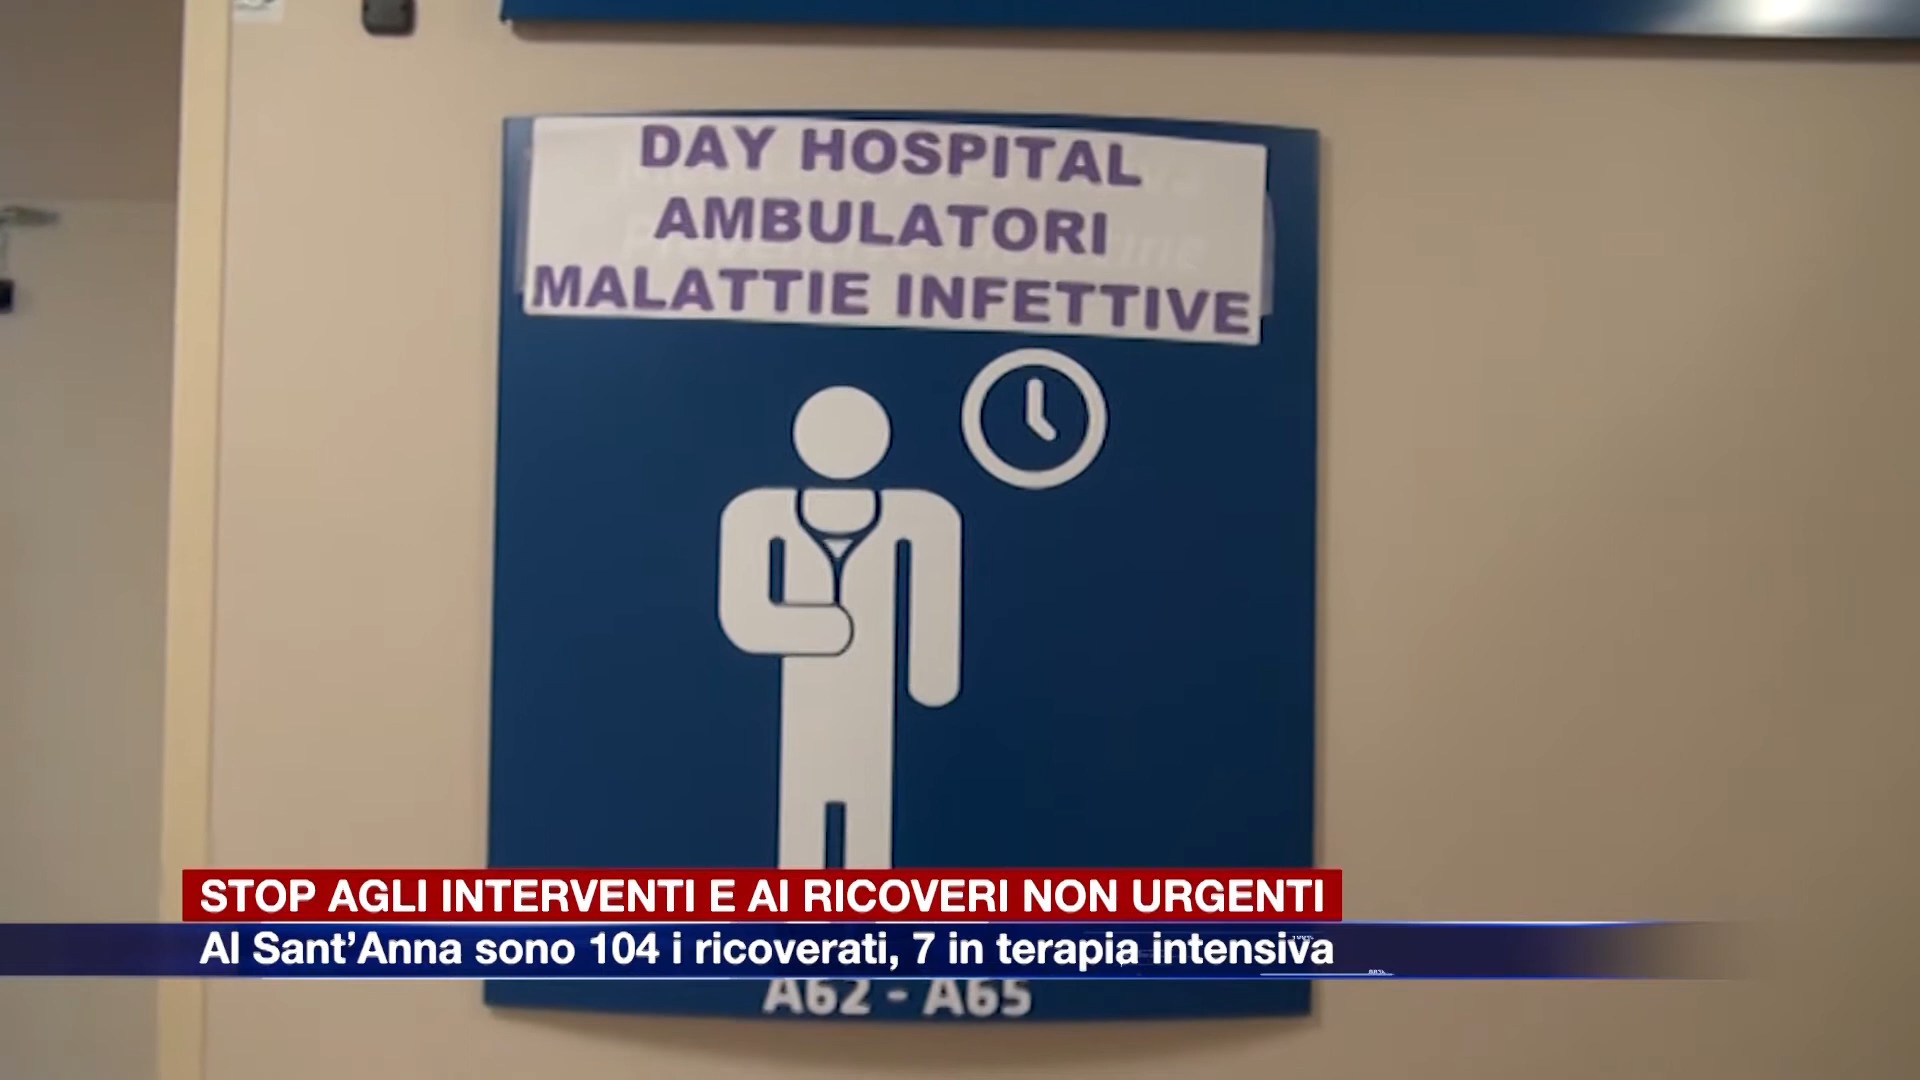 DAY HOSPITAL
AMBULATORI
MALATTIE INFETTIVE
STOP AGLI INTERVENTI E AI RICOVERI NON URGENTI
Al Sant'Anna sono 104 i ricoverati, 7 in terapia intensiva
A62 - A65